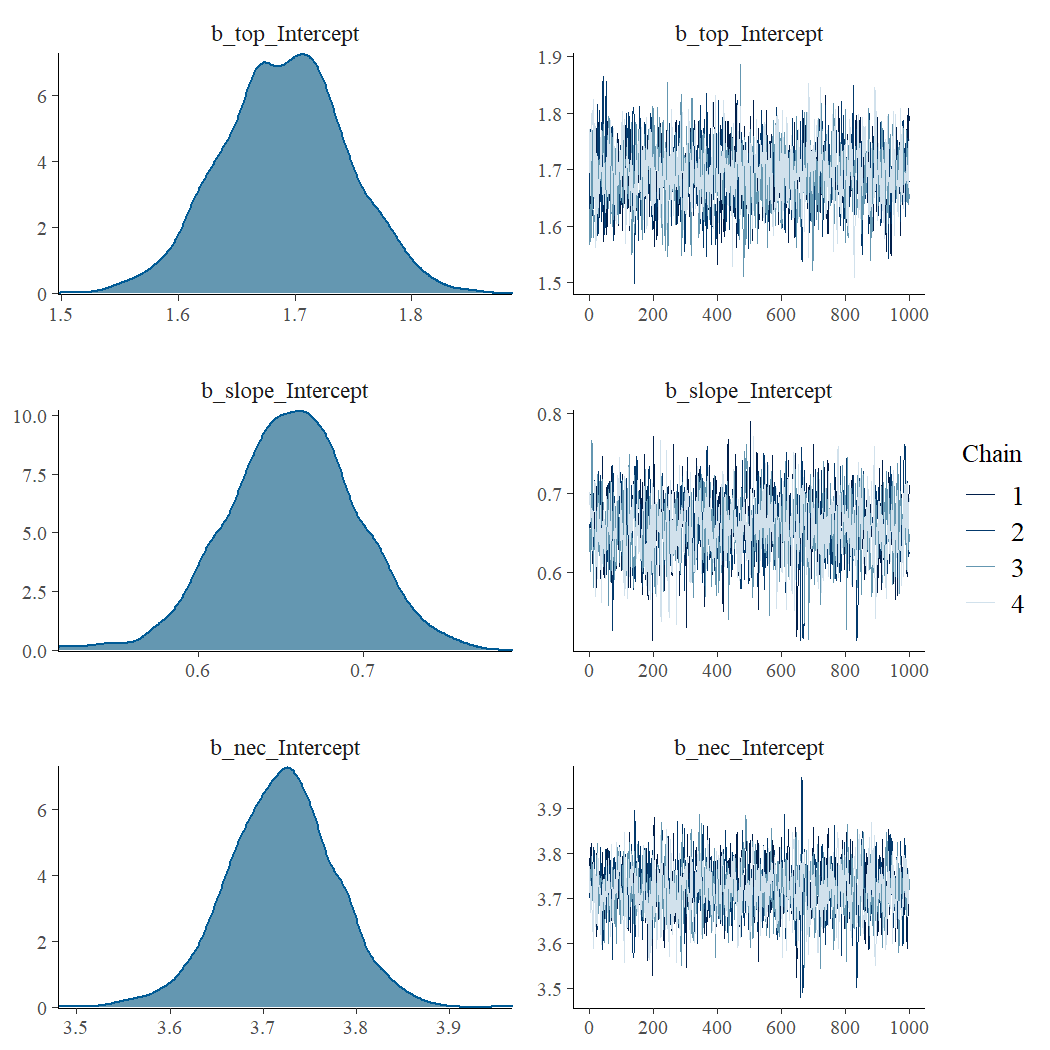 b_top_Intercept
b_top_Intercept
6
4
2
0
1.5 1.6 1.7 1.8
1.9
1.8
1.7
1.6
1.5
0 200 400 600 800 1000
b_slope_Intercept
b_slope_Intercept
10.0
7.5
5.0
2.5
0.0
0.6 0.7
0.8
0.7
0.6
0 200 400 600 800 1000
Chain
1
2
3
4
b_nec_Intercept
b_nec_Intercept
6
4
2
0
3.5 3.6 3.7 3.8 3.9
3.9
3.8
3.7
3.6
3.5
0 200 400 600 800 1000